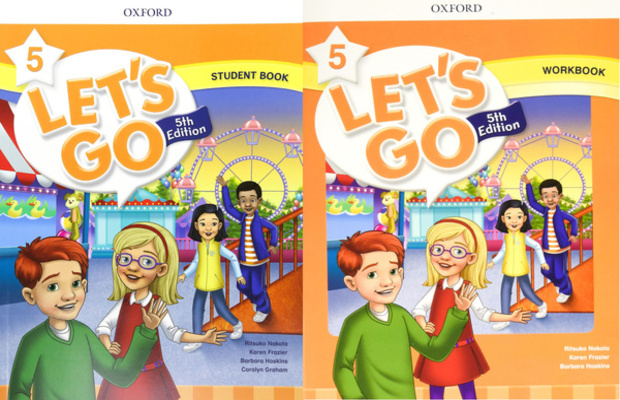 OXFORD
5
LET'S
GO
5th
Edition
STUDENT BOOK
Ritsuko Nakata
Karen Frazier
Barbara Hoskins
Carolyn Graham
OXFORD
5
LET'S
GO
5th
Edition
WORKBOOK
Ritsuko Nakata
Karen Frazier
Barbara Hoskins